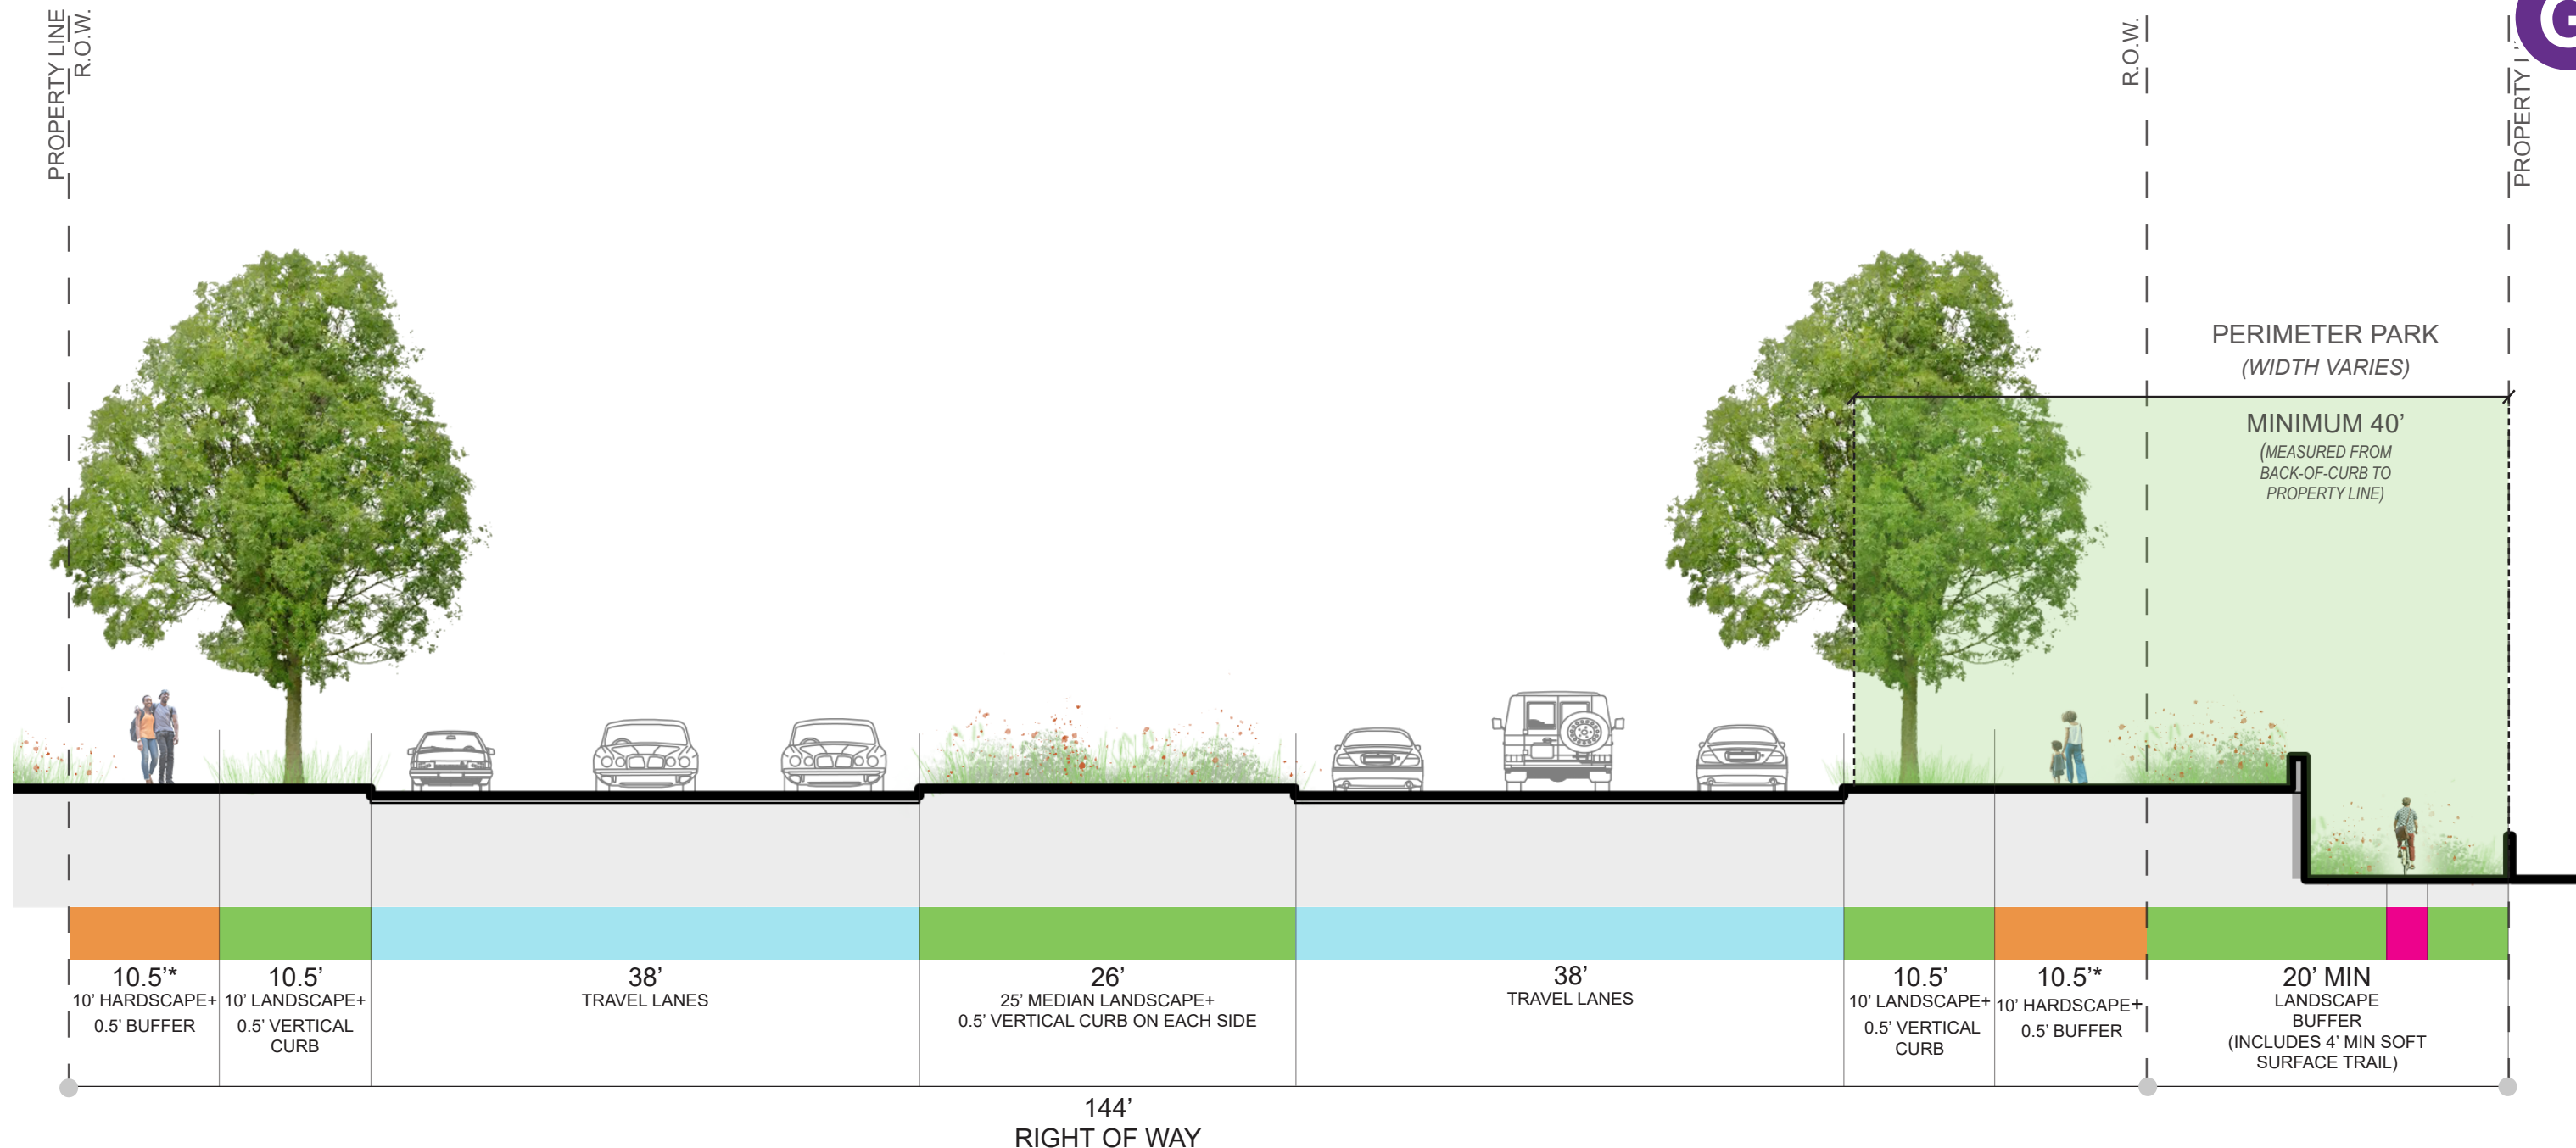 PROPERTY LINE
R.O.W.
R.O.W.
G
PERIMETER PARK
(WIDTH VARIES)
MINIMUM 40’
(MEASURED FROM
BACK-OF-CURB TO
PROPERTY LINE)
PROPERTY
10.5’*
10’ HARDSCAPE+
0.5’ BUFFER
10.5’
10’ LANDSCAPE+
0.5’ VERTICAL
CURB
38’
TRAVEL LANES
26’
25’ MEDIAN LANDSCAPE+
0.5’ VERTICAL CURB ON EACH SIDE
38’
TRAVEL LANES
10.5’
10’ LANDSCAPE+
0.5’ VERTICAL
CURB
10.5’*
10’ HARDSCAPE+
0.5’ BUFFER
20’ MIN
LANDSCAPE
BUFFER
(INCLUDES 4’ MIN SOFT
SURFACE TRAIL)
144’
RIGHT OF WAY